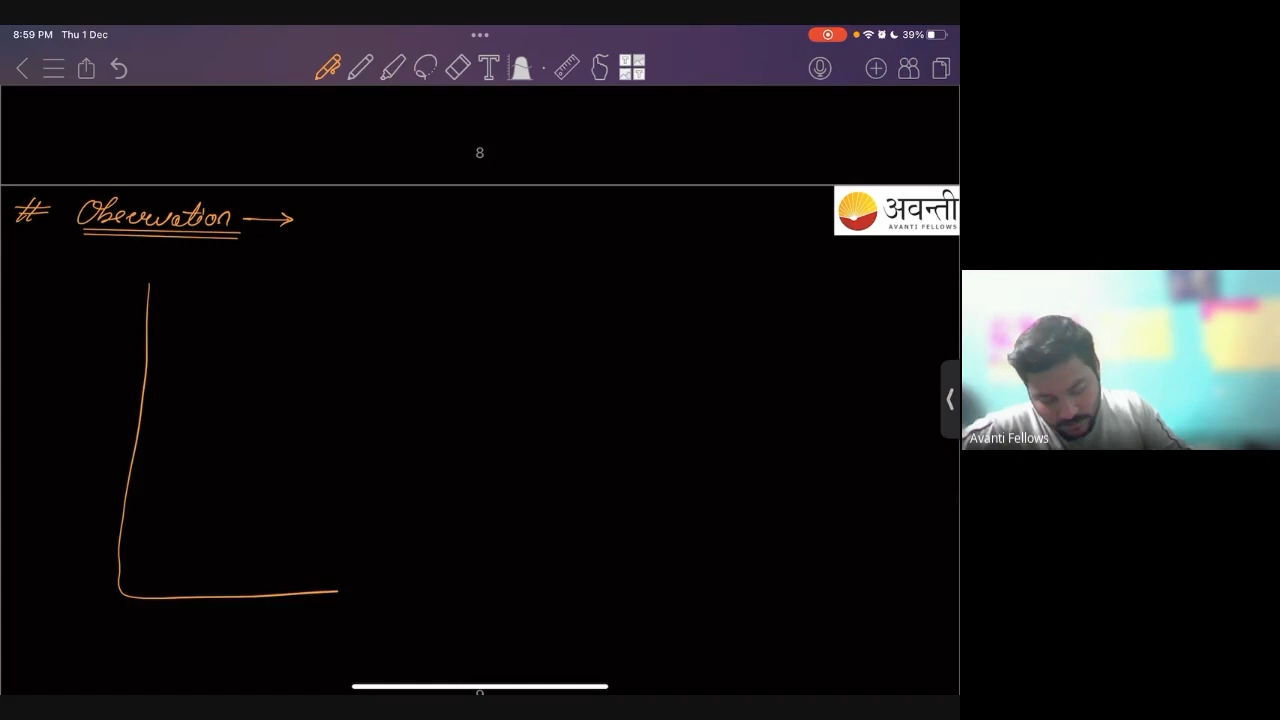 8:59 PM Thu 1 Dec
39%
8
# Observation →
अवन्ती
AVANTI FELLOWS
Avanti Fellows